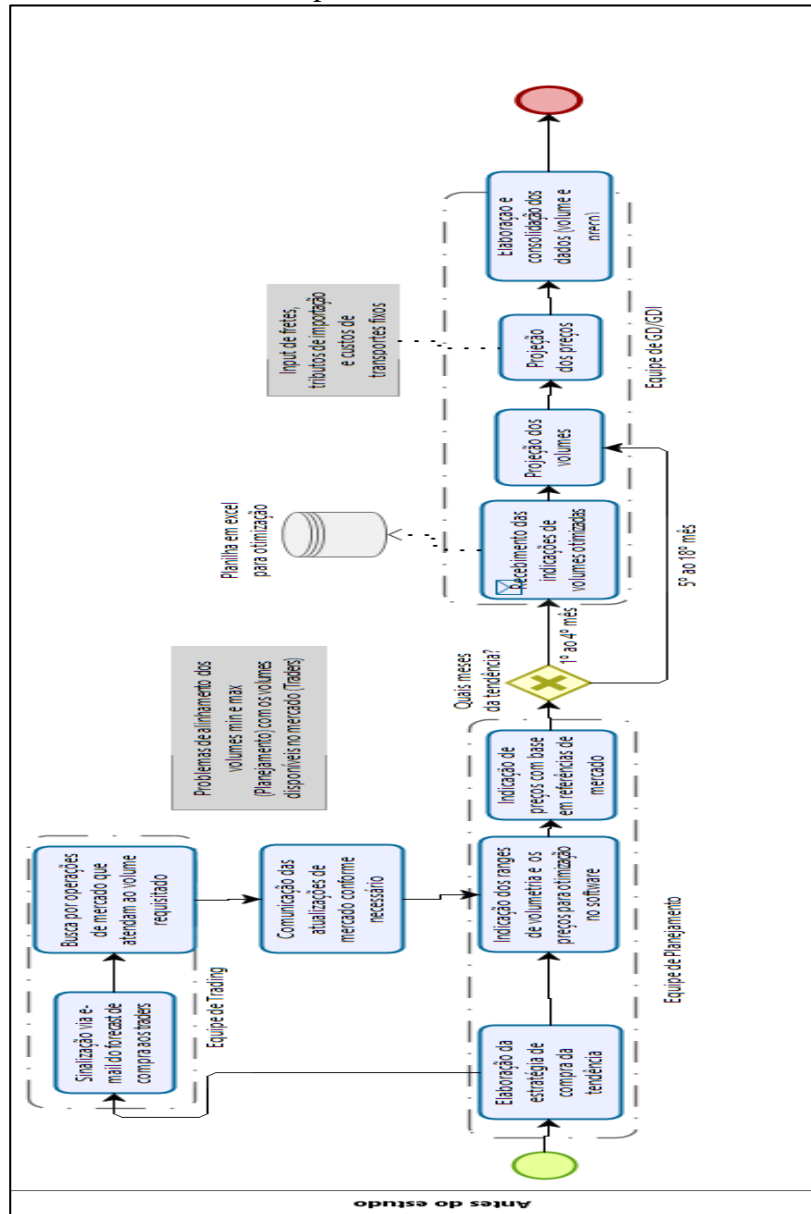 Antes do estudo
Sinalização via e-
mail do forecast de
compra aos traders
Busca por operações
de mercado que
atendam ao volume
requisitado
Equipe de Trading
Comunicação das
atualizações de
mercado conforme
necessário
Problemas de alinhamento dos
volumes min e max
(Planejamento) com os volumes
disponíveis no mercado (Traders)
Elaboração da
estratégia de
compra da
tendência
Indicação dos ranges
de volumetria e os
preços para otimização
no software
Indicação de
preços com base
em referências de
mercado
Equipe de Planejamento
Quais meses
da tendência?
1º ao 4º mês
5º ao 18º mês
Planilha em excel
para otimização
Recebimento das
indicações de
volumes otimizadas
Projeção dos
volumes
Input de fretes,
tributos de importação
e custos de
transportes fixos
Projeção
dos preços
Elaboração e
consolidação dos
dados (volume e
preço)
Equipe de GD/GDI